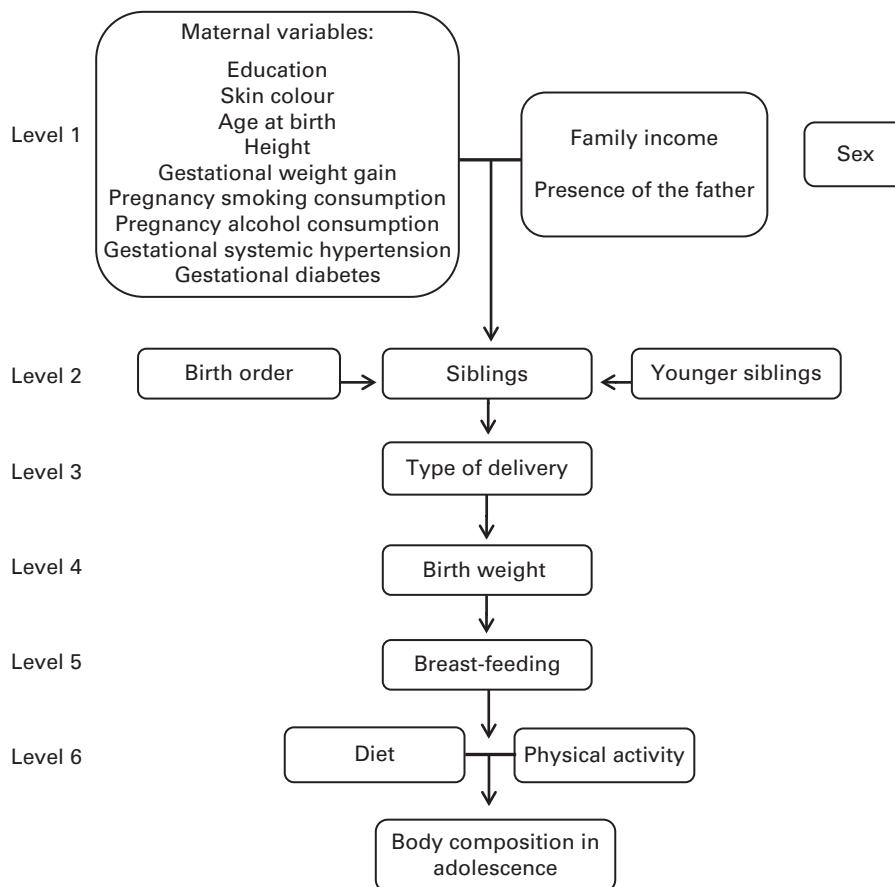 Maternal variables:
Education
Skin colour
Age at birth
Height
Gestational weight gain
Pregnancy smoking consumption
Pregnancy alcohol consumption
Gestational systemic hypertension
Gestational diabetes
Level 1
Family income
Presence of the father
Sex
Level 2
Birth order
Siblings
Younger siblings
Level 3
Type of delivery
Level 4
Birth weight
Level 5
Breast-feeding
Level 6
Diet
Physical activity
Body composition in
adolescence